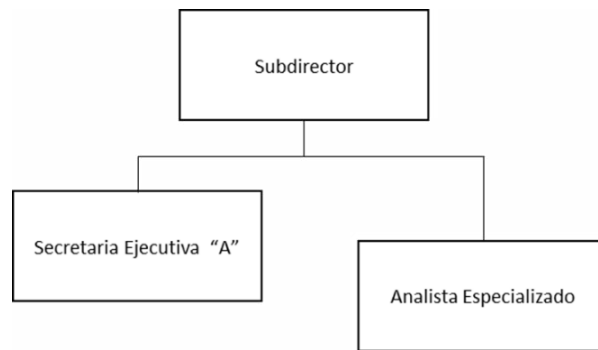 Subdirector
Secretaria Ejecutiva “A”
Analista Especializado